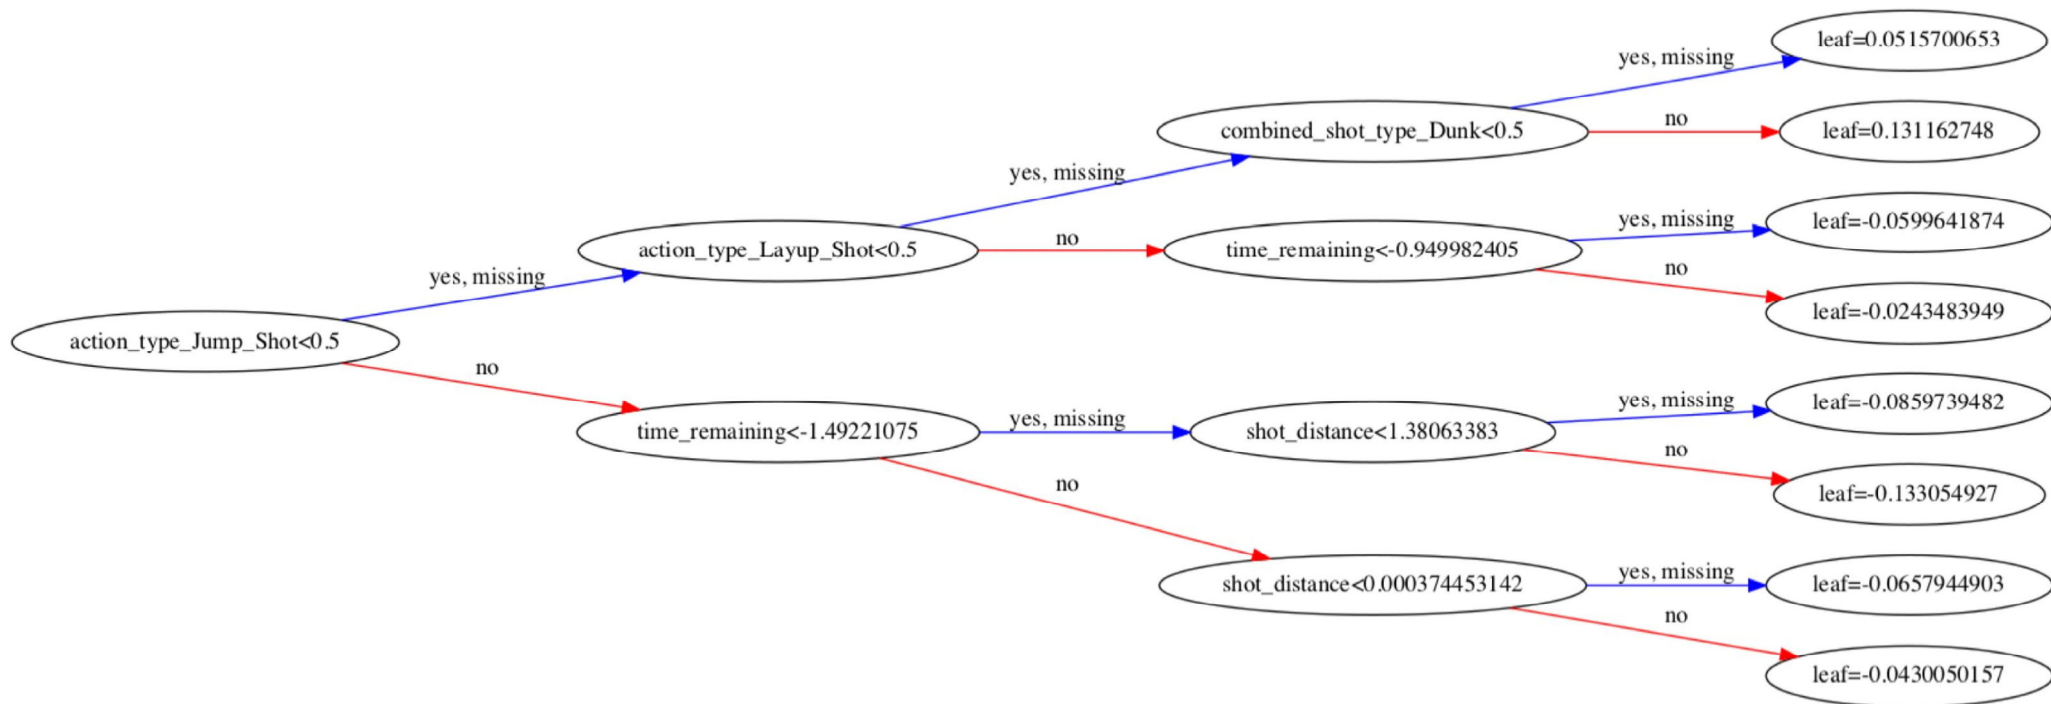 leaf=0.0515700653
yes, missing
combined_shot_type_Dunk<0.5
no
leaf=0.131162748
yes, missing
action_type_Layup_Shot<0.5
no
time_remaining<-0.949982405
yes, missing
leaf=-0.0599641874
no
leaf=-0.0243483949
yes, missing
action_type_Jump_Shot<0.5
no
time_remaining<-1.49221075
yes, missing
shot_distance<1.38063383
yes, missing
leaf=-0.0859739482
no
leaf=-0.133054927
no
shot_distance<0.000374453142
yes, missing
leaf=-0.0657944903
no
leaf=-0.0430050157